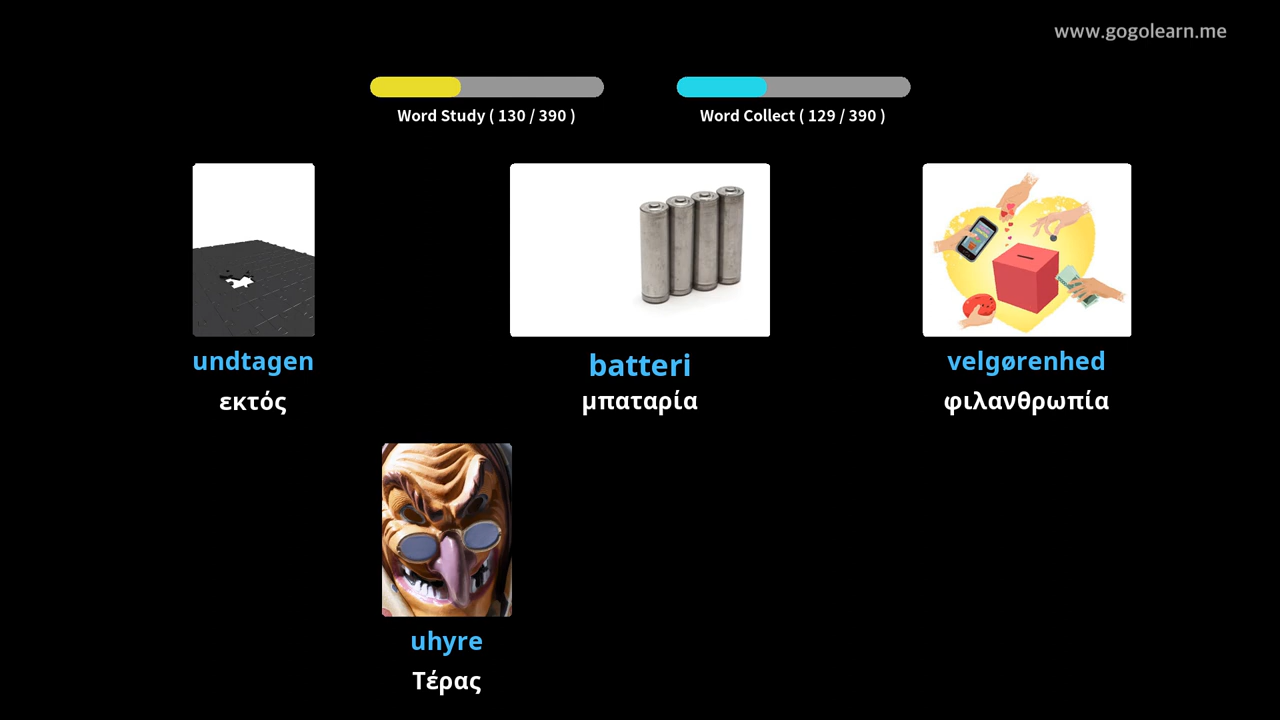 www.gogolearn.me
Word Study ( 130 / 390 )
Word Collect ( 129 / 390 )
undtagen
εκτός
batteri
μπαταρία
velgørenhed
φιλανθρωπία
uhyre
Τέρας